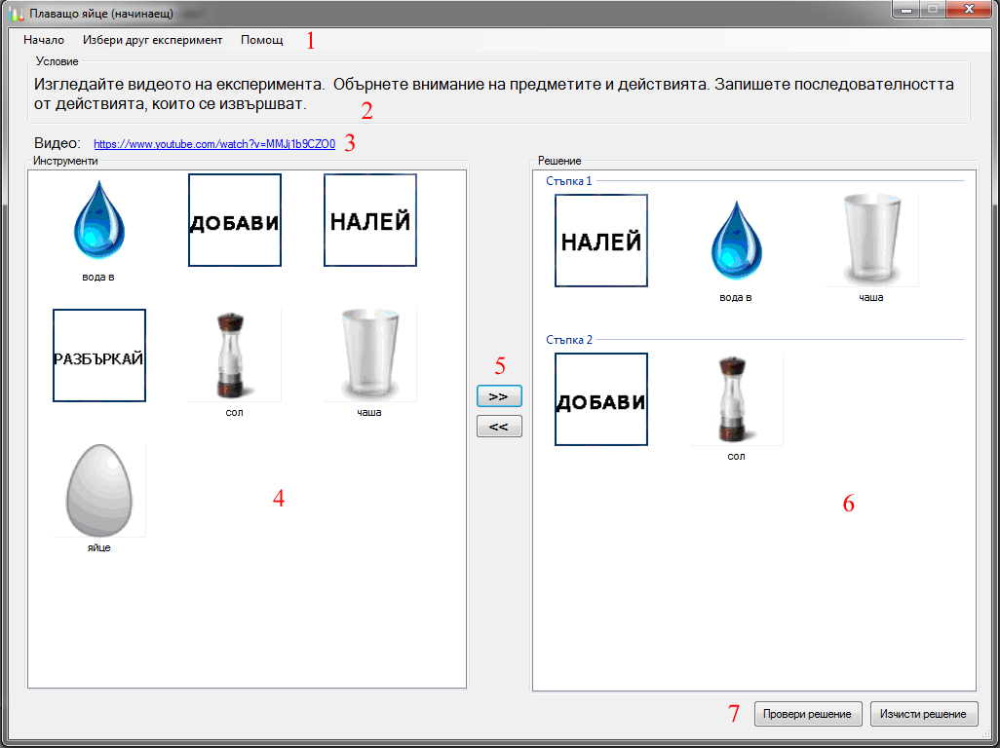 Плаващо яйце (начинаещ)
Начало Избери друг експеримент Помощ 1
Условие
Изгледайте видеото на експеримента. Обърнете внимание на предметите и действията. Запишете последователността
от действията, които се извършват.
2
Видео: https://www.youtube.com/watch?v=MMJj1b9CZO0 3
Инструменти
вода в
ДОБАВИ
НАЛЕЙ
РАЗБЪРКАЙ
сол
чаша
яйце
4
5
>>
<<
Решение
Стъпка 1
НАЛЕЙ
вода в
чаша
Стъпка 2
ДОБАВИ
сол
6
7 Провери решение Изчисти решение